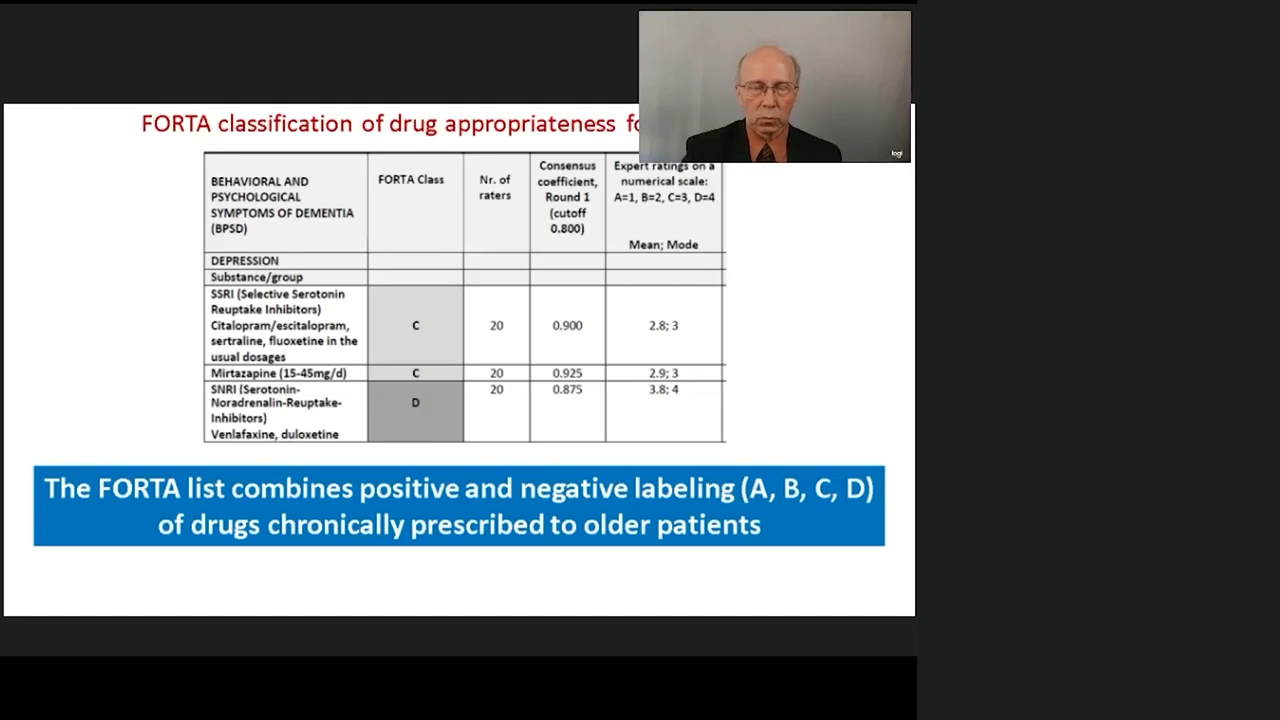 FORTA classification of drug appropriateness
BEHAVIORAL AND
PSYCHOLOGICAL
SYMPTOMS OF DEMENTIA
(BPSD)
FORTA Class
Nr. of
raters
Consensus
coefficient,
Round 1
(cutoff
0.800)
Expert ratings on a
numerical scale:
A=1, B=2, C=3, D=4
Mean; Mode
DEPRESSION
Substance/group
SSRI (Selective Serotonin
Reuptake Inhibitors)
Citalopram/escitalopram,
sertraline, fluoxetine in the
usual dosages
C
20
0.900
2.8; 3
Mirtazapine (15-45mg/d)
C
20
0.925
2.9; 3
SNRI (Serotonin-
Noradrenalin-Reuptake-
Inhibitors)
Venlafaxine, duloxetine
D
20
0.875
3.8; 4
The FORTA list combines positive and negative labeling (A, B, C, D)
of drugs chronically prescribed to older patients
logi